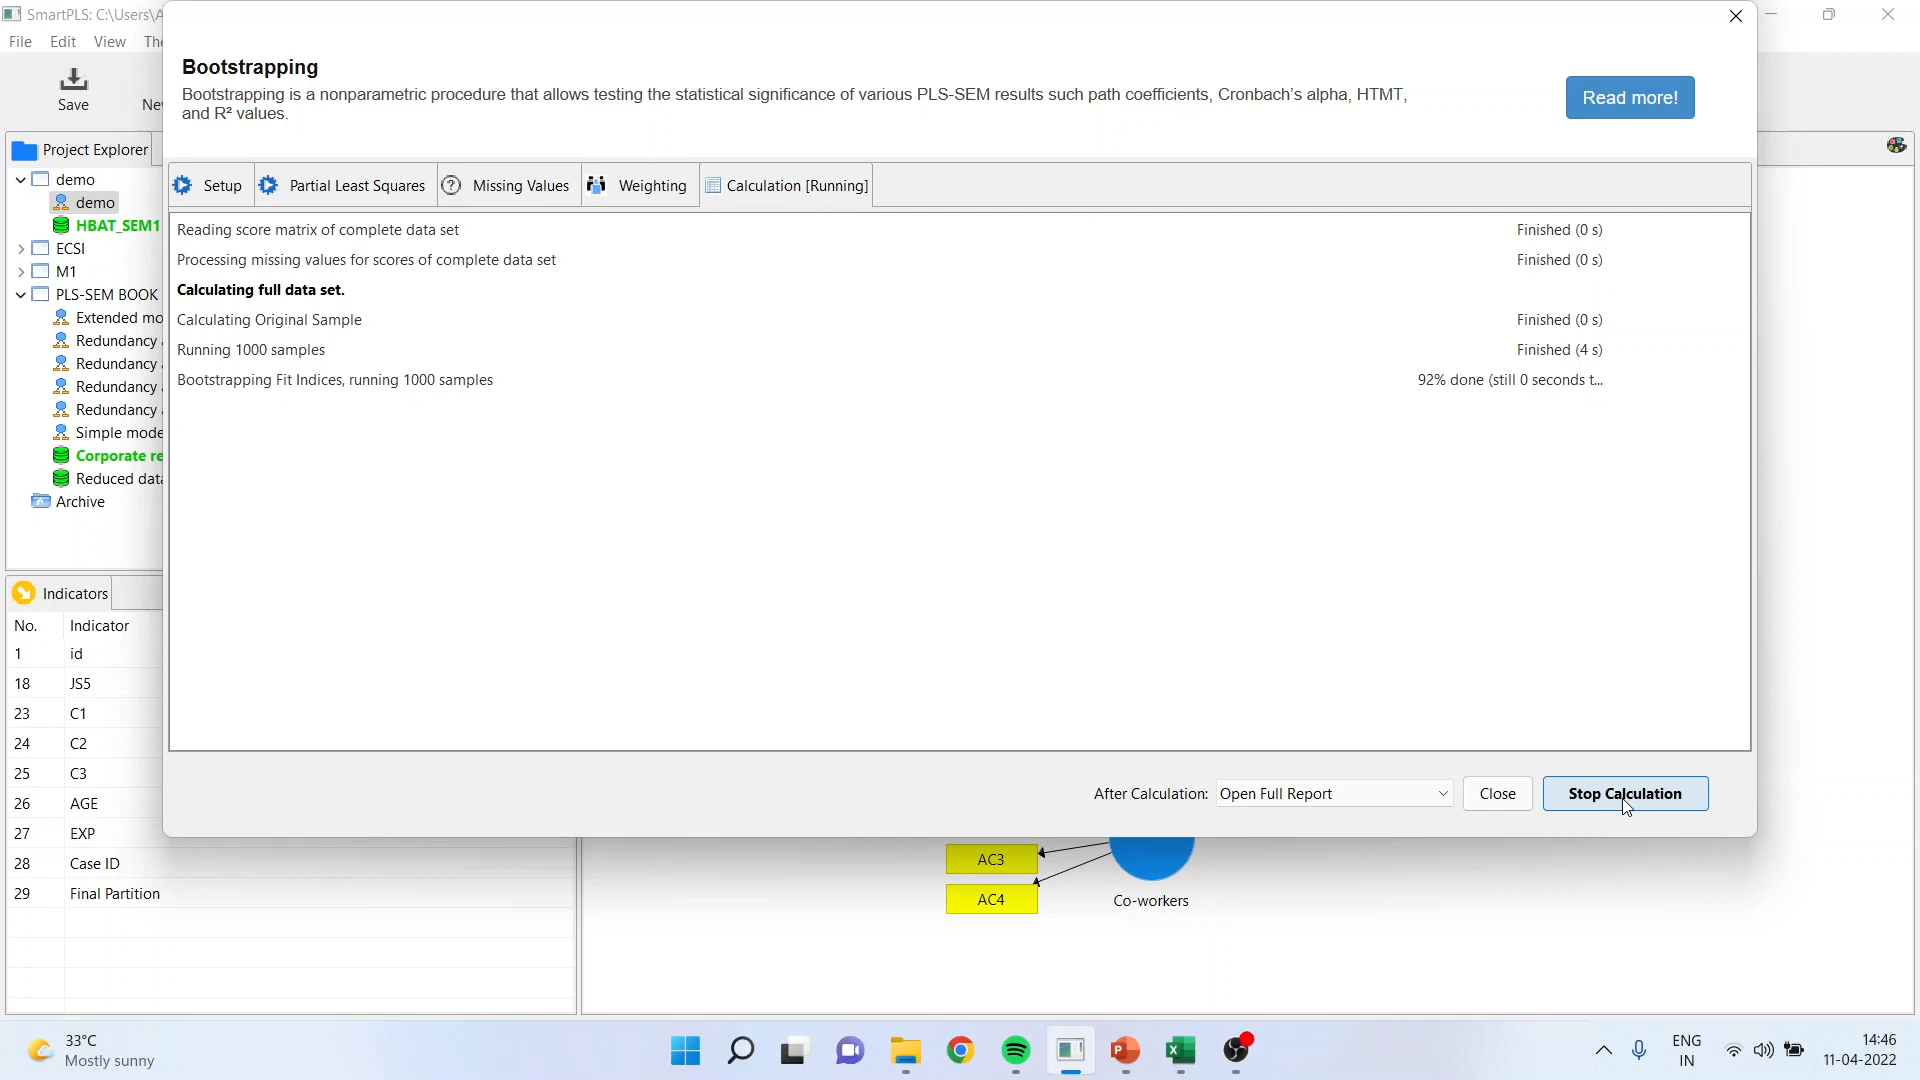 SmartPLS: C:\Users\A
File Edit View The
Save
Nev
Bootstrapping
Bootstrapping is a nonparametric procedure that allows testing the statistical significance of various PLS-SEM results such path coefficients, Cronbach's alpha, HTMT,
and R² values.
Read more!
Setup Partial Least Squares Missing Values Weighting Calculation [Running]
Reading score matrix of complete data set Finished (0 s)
Processing missing values for scores of complete data set Finished (0 s)
Calculating full data set.
Calculating Original Sample Finished (0 s)
Running 1000 samples Finished (4 s)
Bootstrapping Fit Indices, running 1000 samples 92% done (still 0 seconds t...
After Calculation: Open Full Report Close Stop Calculation
Project Explorer
demo
demo
HBAT_SEM1
ECSI
M1
PLS-SEM BOOK
Extended mo
Redundancy
Redundancy
Redundancy
Redundancy
Simple mode
Corporate re
Reduced data
Archive
Indicators
No. Indicator
1 id
18 JS5
23 C1
24 C2
25 C3
26 AGE
27 EXP
28 Case ID
29 Final Partition
AC3
AC4
Co-workers
33°C
Mostly sunny
ENG
IN
14:46
11-04-2022